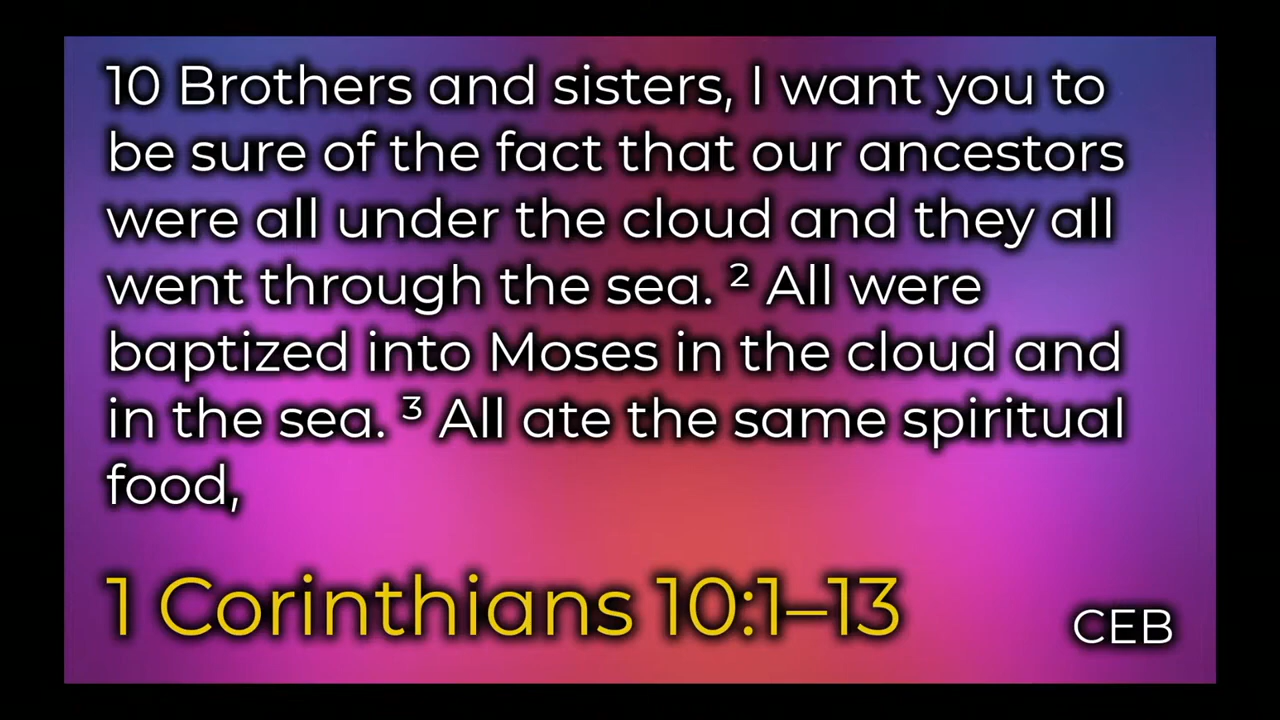 10 Brothers and sisters, I want you to
be sure of the fact that our ancestors
were all under the cloud and they all
went through the sea. ² All were
baptized into Moses in the cloud and
in the sea. ³ All ate the same spiritual
food,
1 Corinthians 10:1–13
CEB